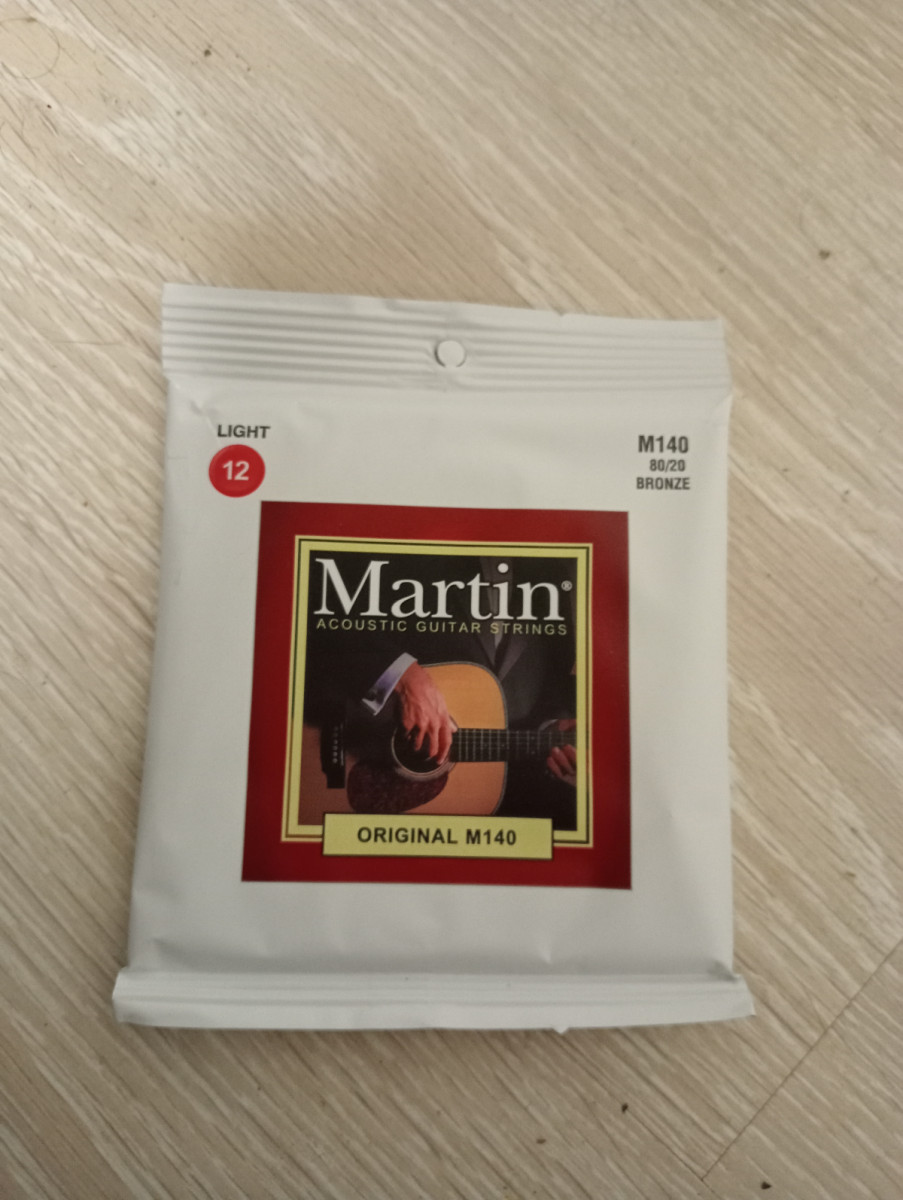 LIGHT
12
M140
80/20
BRONZE
Martin®
ACOUSTIC GUITAR STRINGS
ORIGINAL M140